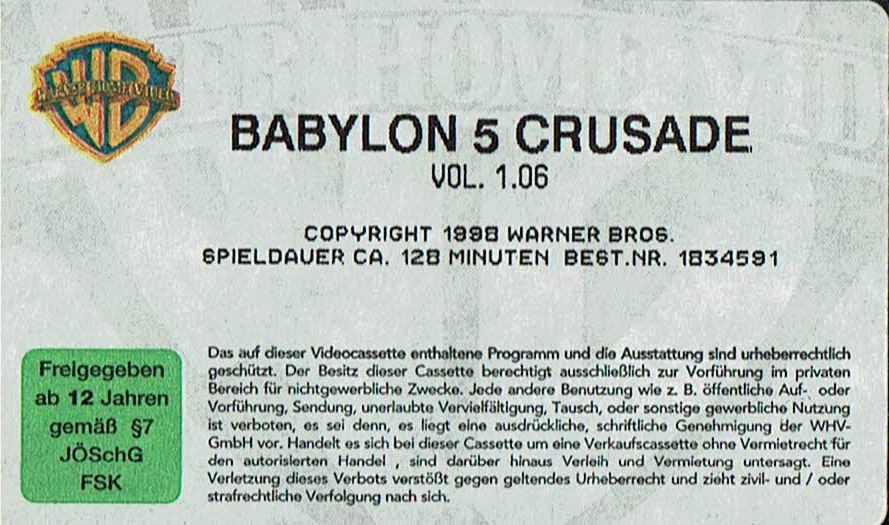 WARNER HOME VIDEO
BABYLON 5 CRUSADE
VOL. 1.06
COPYRIGHT 1998 WARNER BROS.
SPIELDAUER CA. 128 MINUTEN BEST.NR. 1834591
Freigegeben
ab 12 Jahren
gemäß §7
JÖSchG
FSK
Das auf dieser Videocassette enthaltene Programm und die Ausstattung sind urheberrechtlich
geschützt. Der Besitz dieser Cassette berechtigt ausschließlich zur Vorführung im privaten
Bereich für nichtgewerbliche Zwecke. Jede andere Benutzung wie z. B. öffentliche Auf- oder
Vorführung, Sendung, unerlaubte Vervielfältigung, Tausch, oder sonstige gewerbliche Nutzung
ist verboten, es sei denn, es liegt eine ausdrückliche, schriftliche Genehmigung der WHV-
GmbH vor. Handelt es sich bei dieser Cassette um eine Verkaufscassette ohne Vermietrecht für
den autorisierten Handel , sind darüber hinaus Verleih und Vermietung untersagt. Eine
Verletzung dieses Verbots verstößt gegen geltendes Urheberrecht und zieht zivil- und / oder
strafrechtliche Verfolgung nach sich.